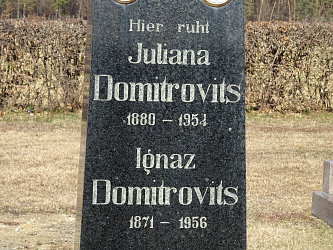 Hier ruht
Juliana
Domitrovits
1880 - 1954
Ignaz
Domitrovits
1871 - 1956